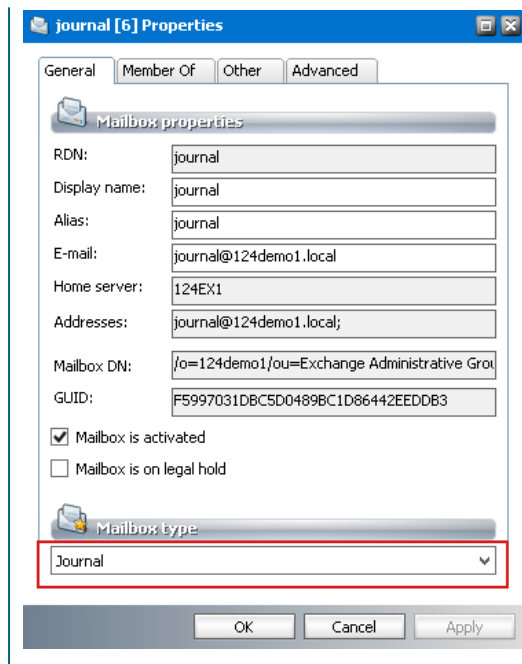 journal [6] Properties
General Member Of Other Advanced
Mailbox properties
RDN: journal
Display name: journal
Alias: journal
E-mail: journal@124demo1.local
Home server: 124EX1
Addresses: journal@124demo1.local;
Mailbox DN: /o=124demo1/ou=Exchange Administrative Grou
GUID: F5997031DBC5D0489BC1D86442EEDDB3
Mailbox is activated
Mailbox is on legal hold
Mailbox type
Journal
OK Cancel Apply